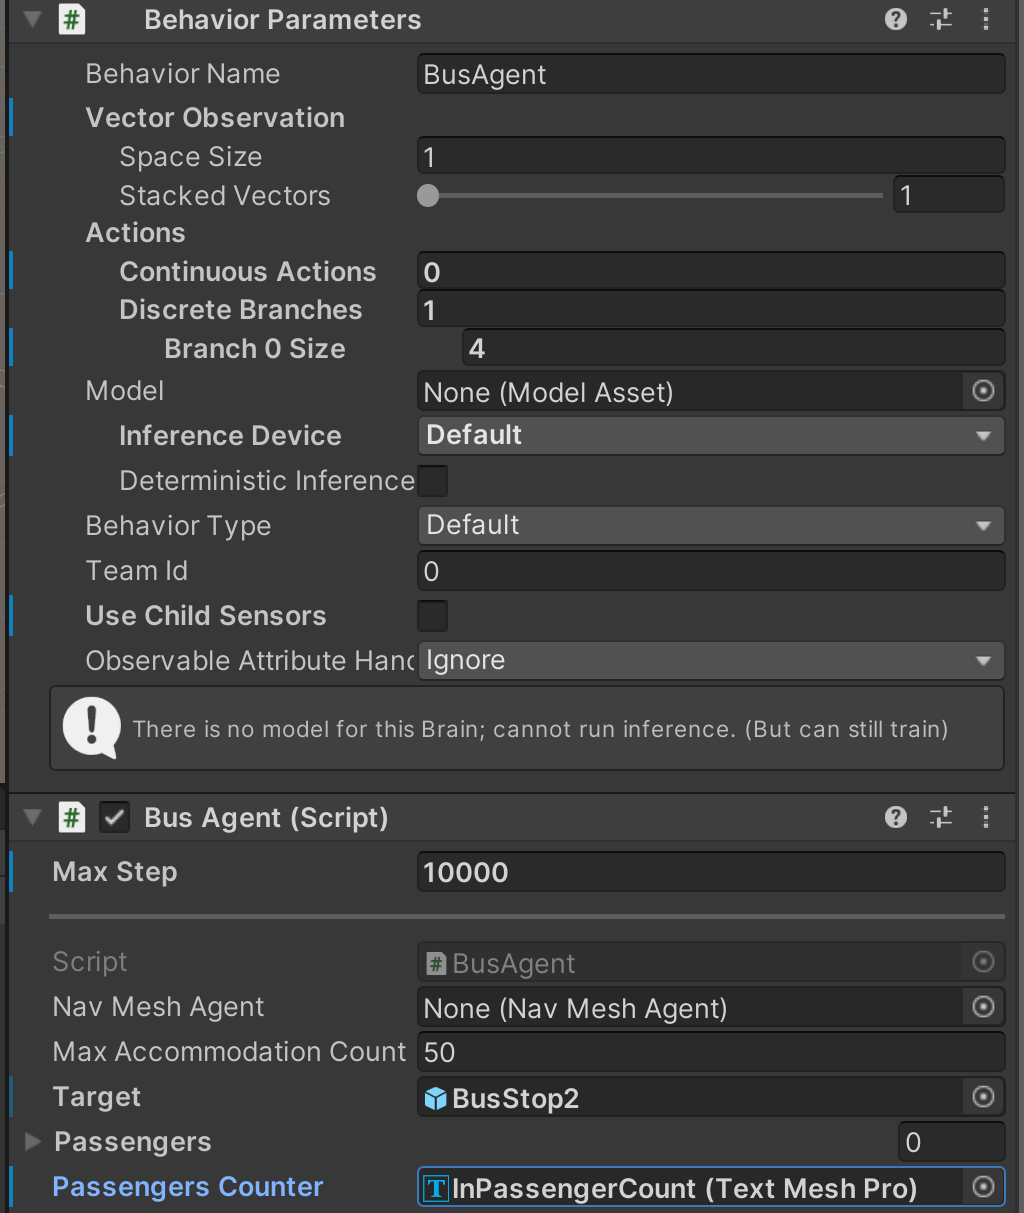 Behavior Parameters
Behavior Name BusAgent
Vector Observation
Space Size 1
Stacked Vectors 1
Actions
Continuous Actions 0
Discrete Branches 1
Branch 0 Size 4
Model None (Model Asset)
Inference Device Default
Deterministic Inference
Behavior Type Default
Team Id 0
Use Child Sensors
Observable Attribute Hanc Ignore
There is no model for this Brain; cannot run inference. (But can still train)
Bus Agent (Script)
Max Step 10000
Script # BusAgent
Nav Mesh Agent None (Nav Mesh Agent)
Max Accommodation Count 50
Target BusStop2
Passengers 0
Passengers Counter InPassengerCount (Text Mesh Pro)